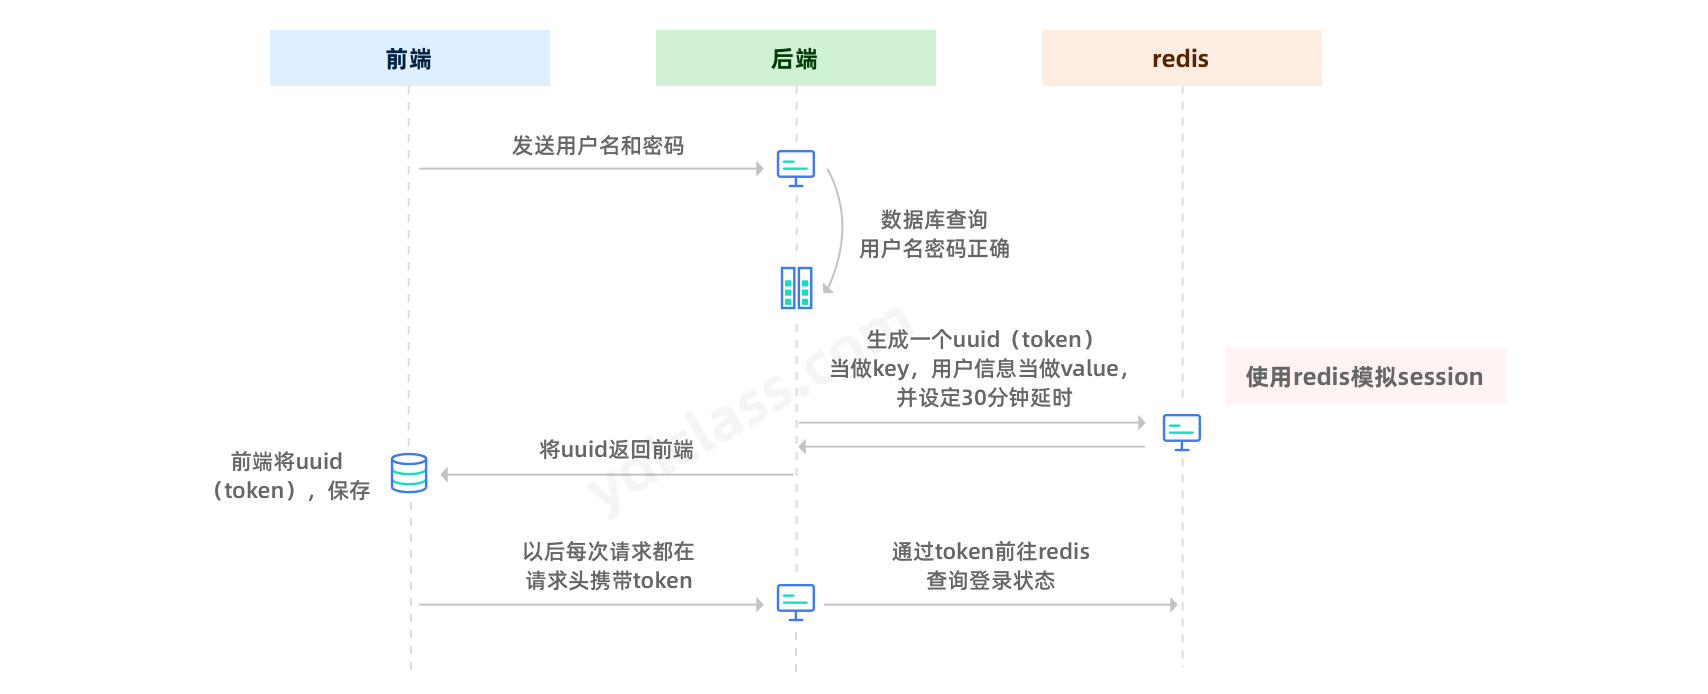 前端
后端
redis
发送用户名和密码
数据库查询
用户名密码正确
生成一个uuid（token）
当做key，用户信息当做value，
并设定30分钟延时
使用redis模拟session
将uuid返回前端
前端将uuid
（token），保存
以后每次请求都在
请求头携带token
通过token前往redis
查询登录状态
ydlclass.com